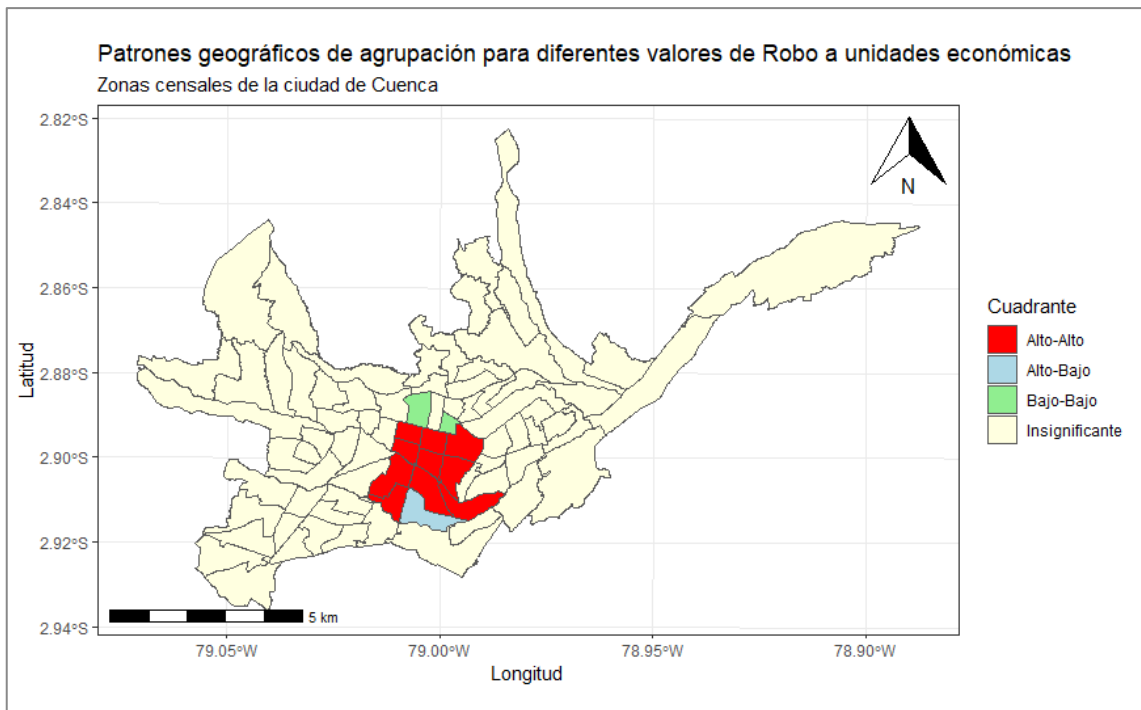 Patrones geográficos de agrupación para diferentes valores de Robo a unidades económicas
Zonas censales de la ciudad de Cuenca
2.82°S
2.84°S
2.86°S
2.88°S
2.90°S
2.92°S
2.94°S
Latitud
N
5 km
79.05°W
79.00°W
78.95°W
78.90°W
Longitud
Cuadrante
Alto-Alto
Alto-Bajo
Bajo-Bajo
Insignificante